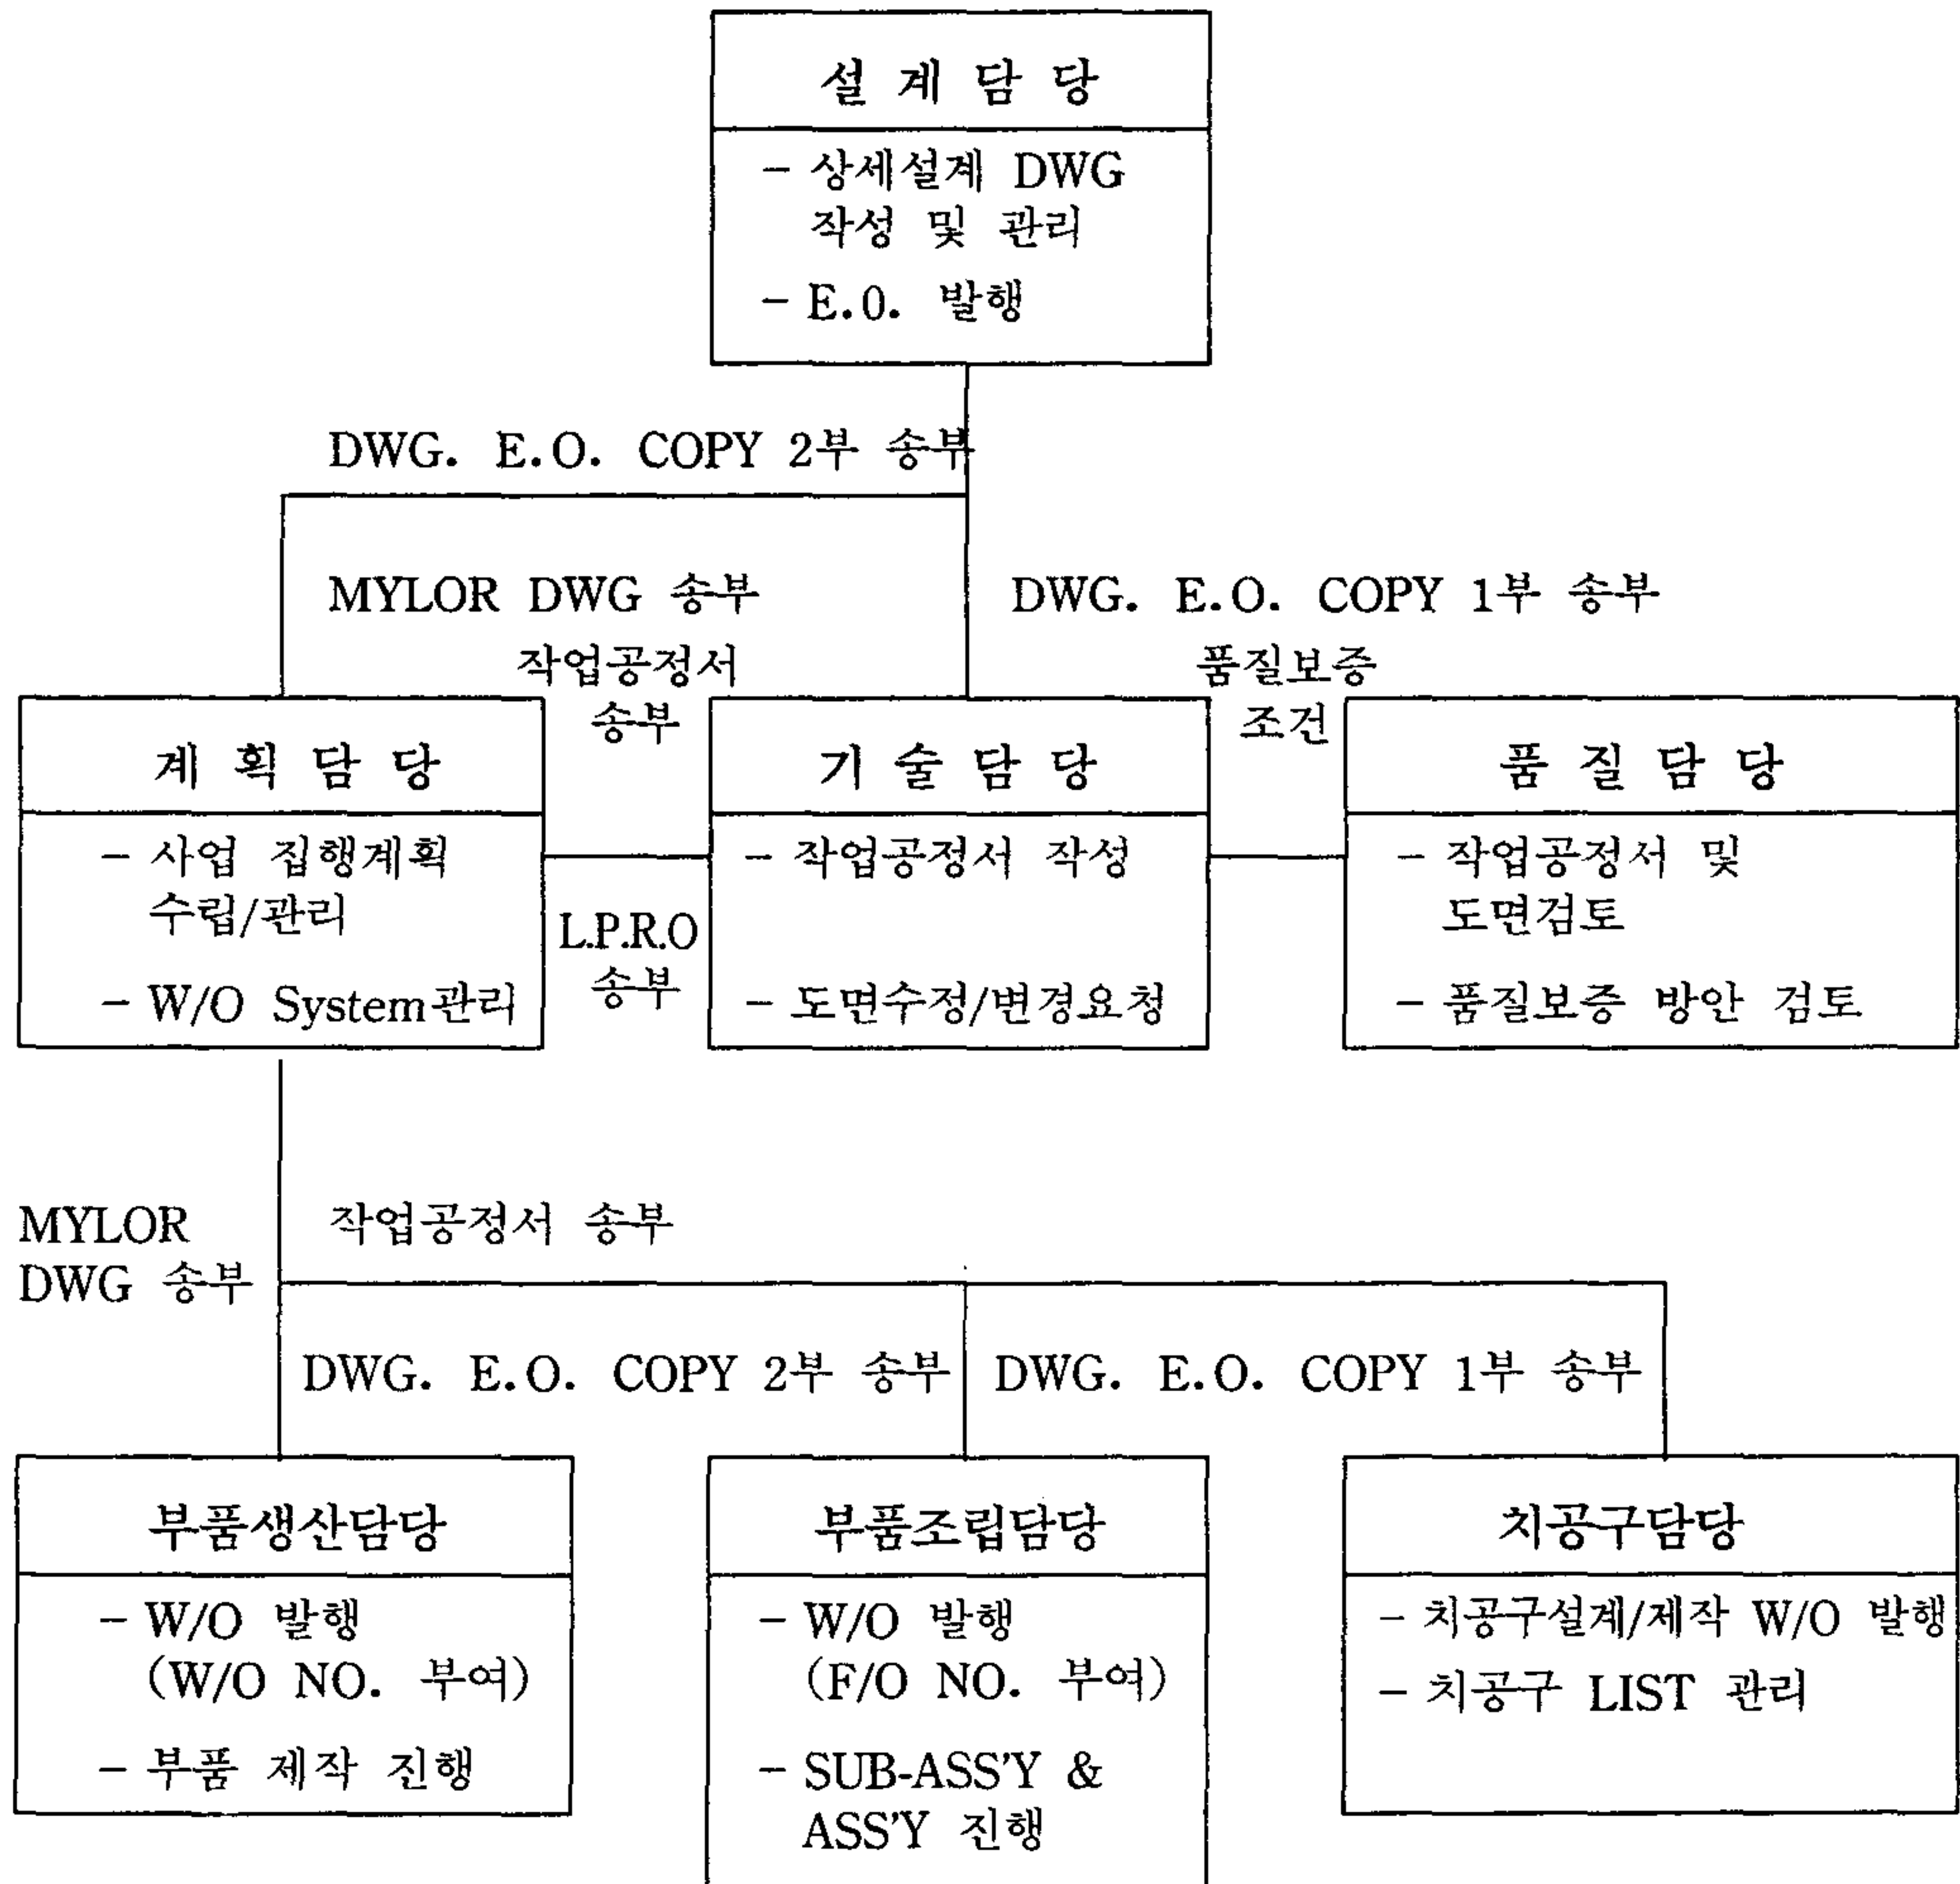 설 계 담 당
- 상세설계 DWG
작성 및 관리
- E.O. 발행
DWG. E.O. COPY 2부 송부
MYLOR DWG 송부
DWG. E.O. COPY 1부 송부
작업공정서
송부
품질보증
조건
계 획 담 당
- 사업 집행계획
수립/관리
- W/O System관리
L.P.R.O
송부
기 술 담 당
- 작업공정서 작성
- 도면수정/변경요청
품 질 담 당
- 작업공정서 및
도면검토
- 품질보증 방안 검토
MYLOR
DWG 송부
작업공정서 송부
DWG. E.O. COPY 2부 송부
DWG. E.O. COPY 1부 송부
부품생산담당
- W/O 발행
(W/O NO. 부여)
- 부품 제작 진행
부품조립담당
- W/O 발행
(F/O NO. 부여)
- SUB-ASS'Y &
ASS'Y 진행
치공구담당
- 치공구설계/제작 W/O 발행
- 치공구 LIST 관리